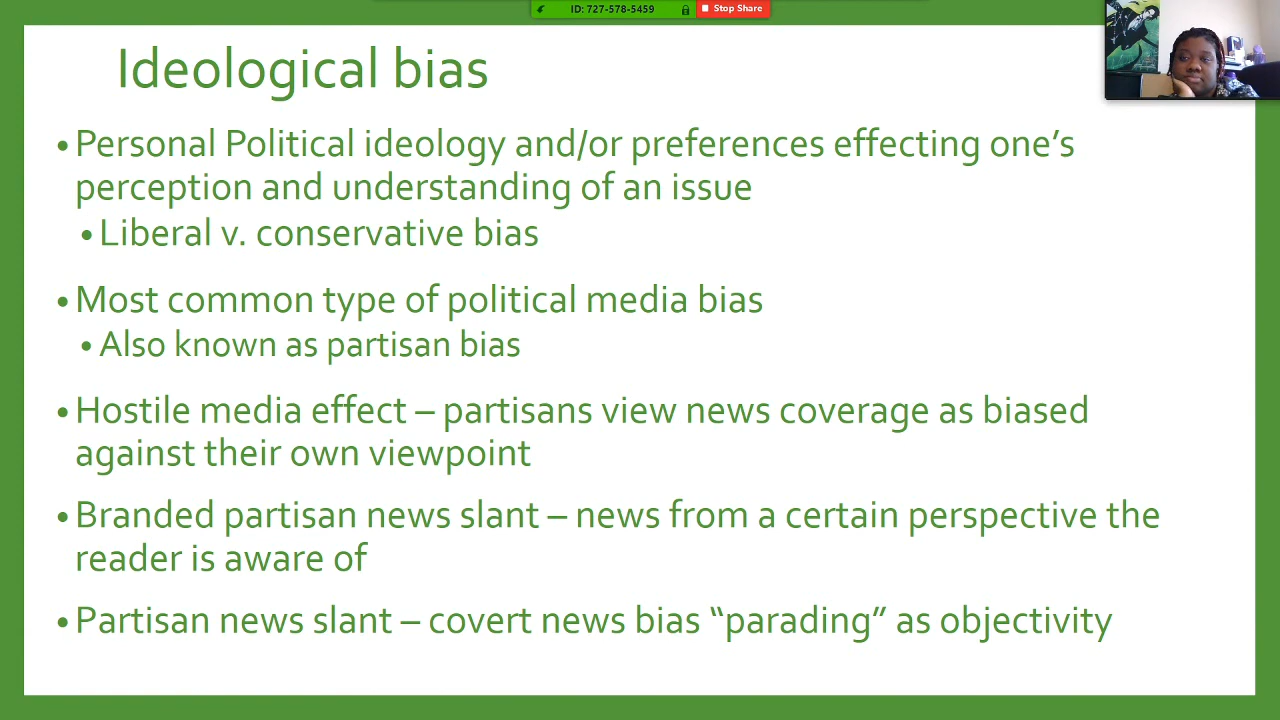 ID: 727-578-5459
Stop Share
Ideological bias
• Personal Political ideology and/or preferences effecting one’s
perception and understanding of an issue
• Liberal v. conservative bias
• Most common type of political media bias
• Also known as partisan bias
• Hostile media effect – partisans view news coverage as biased
against their own viewpoint
• Branded partisan news slant – news from a certain perspective the
reader is aware of
• Partisan news slant – covert news bias “parading” as objectivity